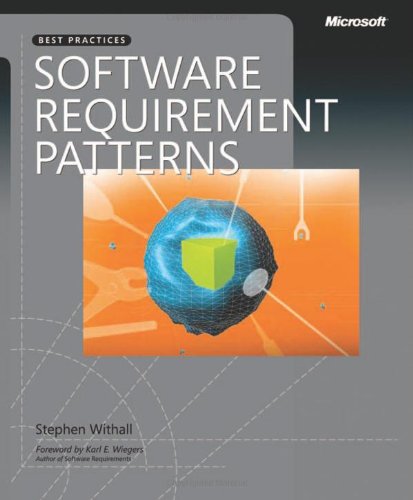 Microsoft
BEST PRACTICES
SOFTWARE
REQUIREMENT
PATTERNS
Stephen Withall
Foreword by Karl E. Wiegers
Author of Software Requirements